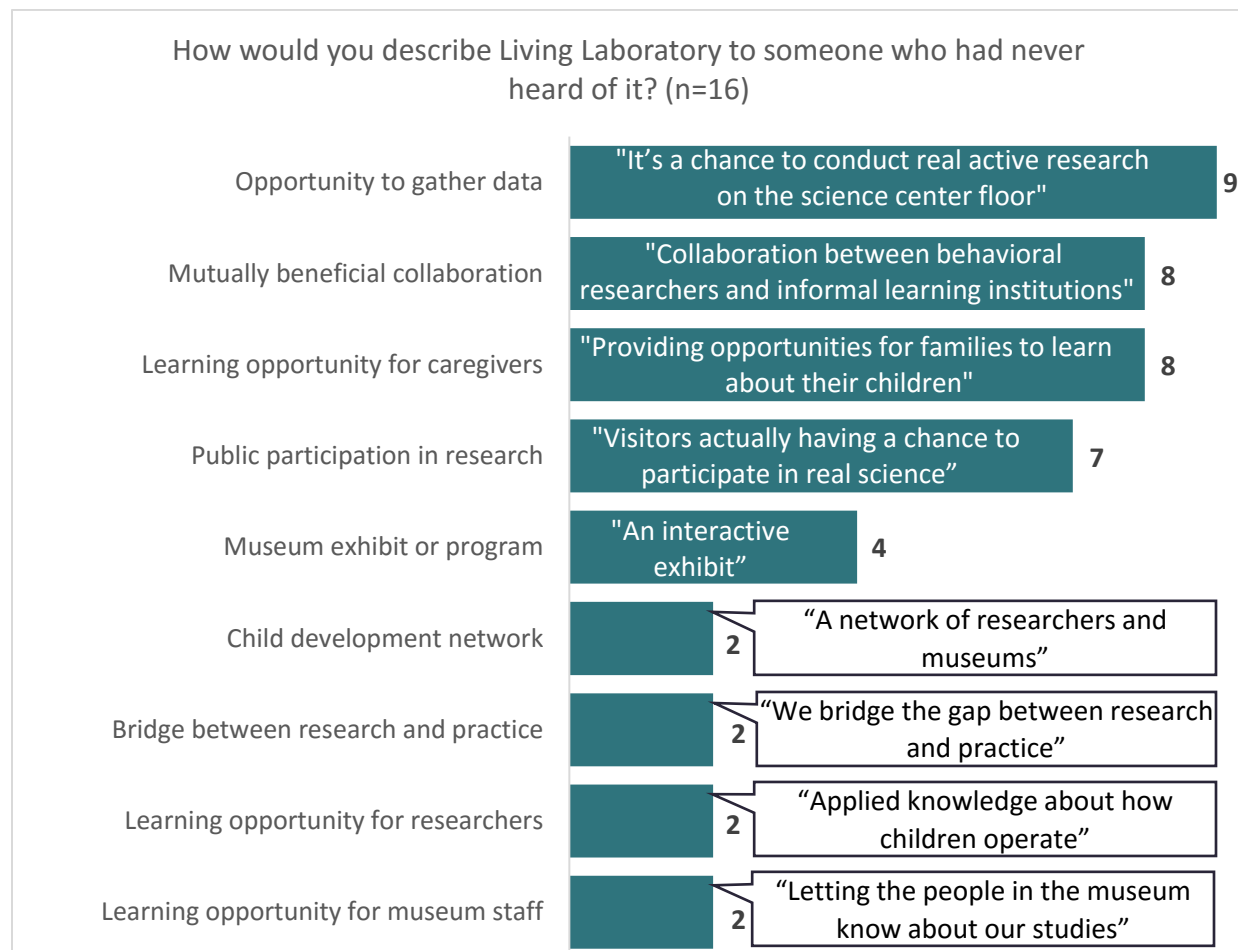 How would you describe Living Laboratory to someone who had never
heard of it? (n=16)
Opportunity to gather data
"It’s a chance to conduct real active research
on the science center floor"
9
Mutually beneficial collaboration
"Collaboration between behavioral
researchers and informal learning institutions"
8
Learning opportunity for caregivers
"Providing opportunities for families to learn
about their children"
8
Public participation in research
"Visitors actually having a chance to
participate in real science”
7
Museum exhibit or program
"An interactive
exhibit”
4
Child development network
2
“A network of researchers and
museums”
Bridge between research and practice
2
“We bridge the gap between research
and practice”
Learning opportunity for researchers
2
“Applied knowledge about how
children operate”
Learning opportunity for museum staff
2
“Letting the people in the museum
know about our studies”